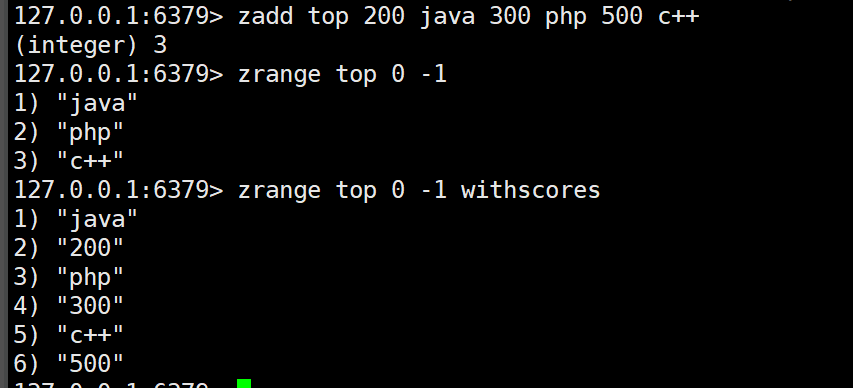 127.0.0.1:6379> zadd top 200 java 300 php 500 c++
(integer) 3
127.0.0.1:6379> zrange top 0 -1
1) "java"
2) "php"
3) "c++"
127.0.0.1:6379> zrange top 0 -1 withscores
1) "java"
2) "200"
3) "php"
4) "300"
5) "c++"
6) "500"
127.0.0.1:6379>